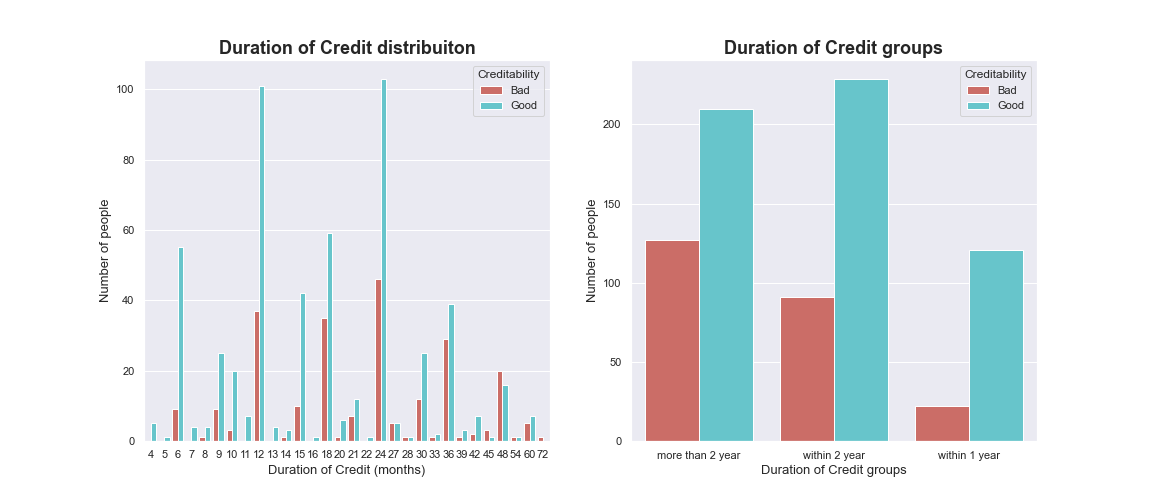 Duration of Credit distribuiton
Creditability
Bad
Good
100
80
60
40
20
0
Number of people
4 5 6 7 8 9 10 11 12 13 14 15 16 18 20 21 22 24 27 28 30 33 36 39 42 45 48 54 60 72
Duration of Credit (months)
Duration of Credit groups
Creditability
Bad
Good
200
150
100
50
0
Number of people
more than 2 year within 2 year within 1 year
Duration of Credit groups